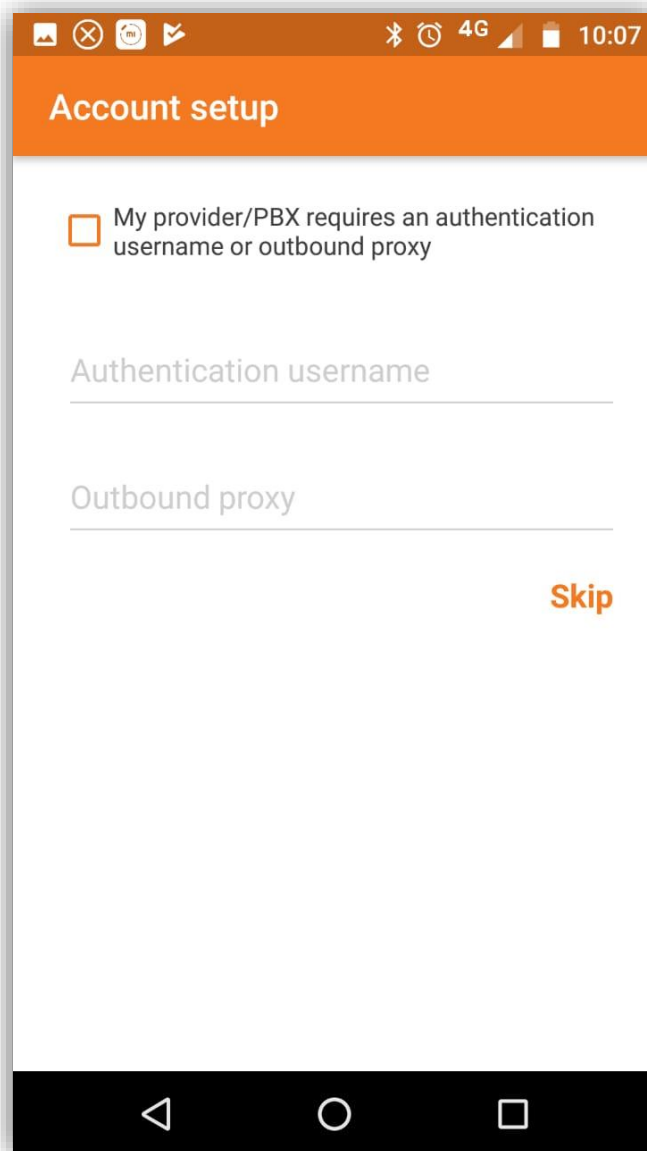 4G 10:07
Account setup
My provider/PBX requires an authentication
username or outbound proxy
Authentication username
Outbound proxy
Skip